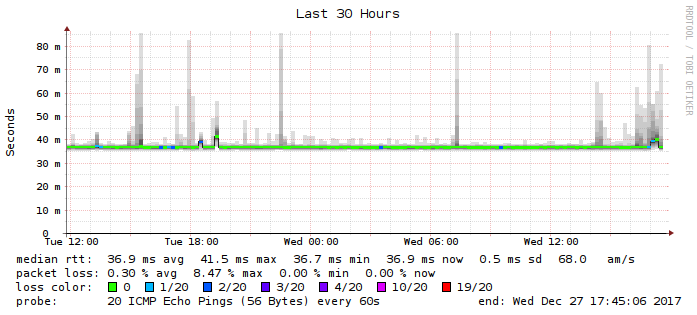 Last 30 Hours
RRDTOOL / TOBI OETIKER
Seconds
80 m
70 m
60 m
50 m
40 m
30 m
20 m
10 m
0
Tue 12:00 Tue 18:00 Wed 00:00 Wed 06:00 Wed 12:00
median rtt: 36.9 ms avg 41.5 ms max 36.7 ms min 36.9 ms now 0.5 ms sd 68.0 am/s
packet loss: 0.30 % avg 8.47 % max 0.00 % min 0.00 % now
loss color: 0 1/20 2/20 3/20 4/20 10/20 19/20
probe: 20 ICMP Echo Pings (56 Bytes) every 60s end: Wed Dec 27 17:45:06 2017